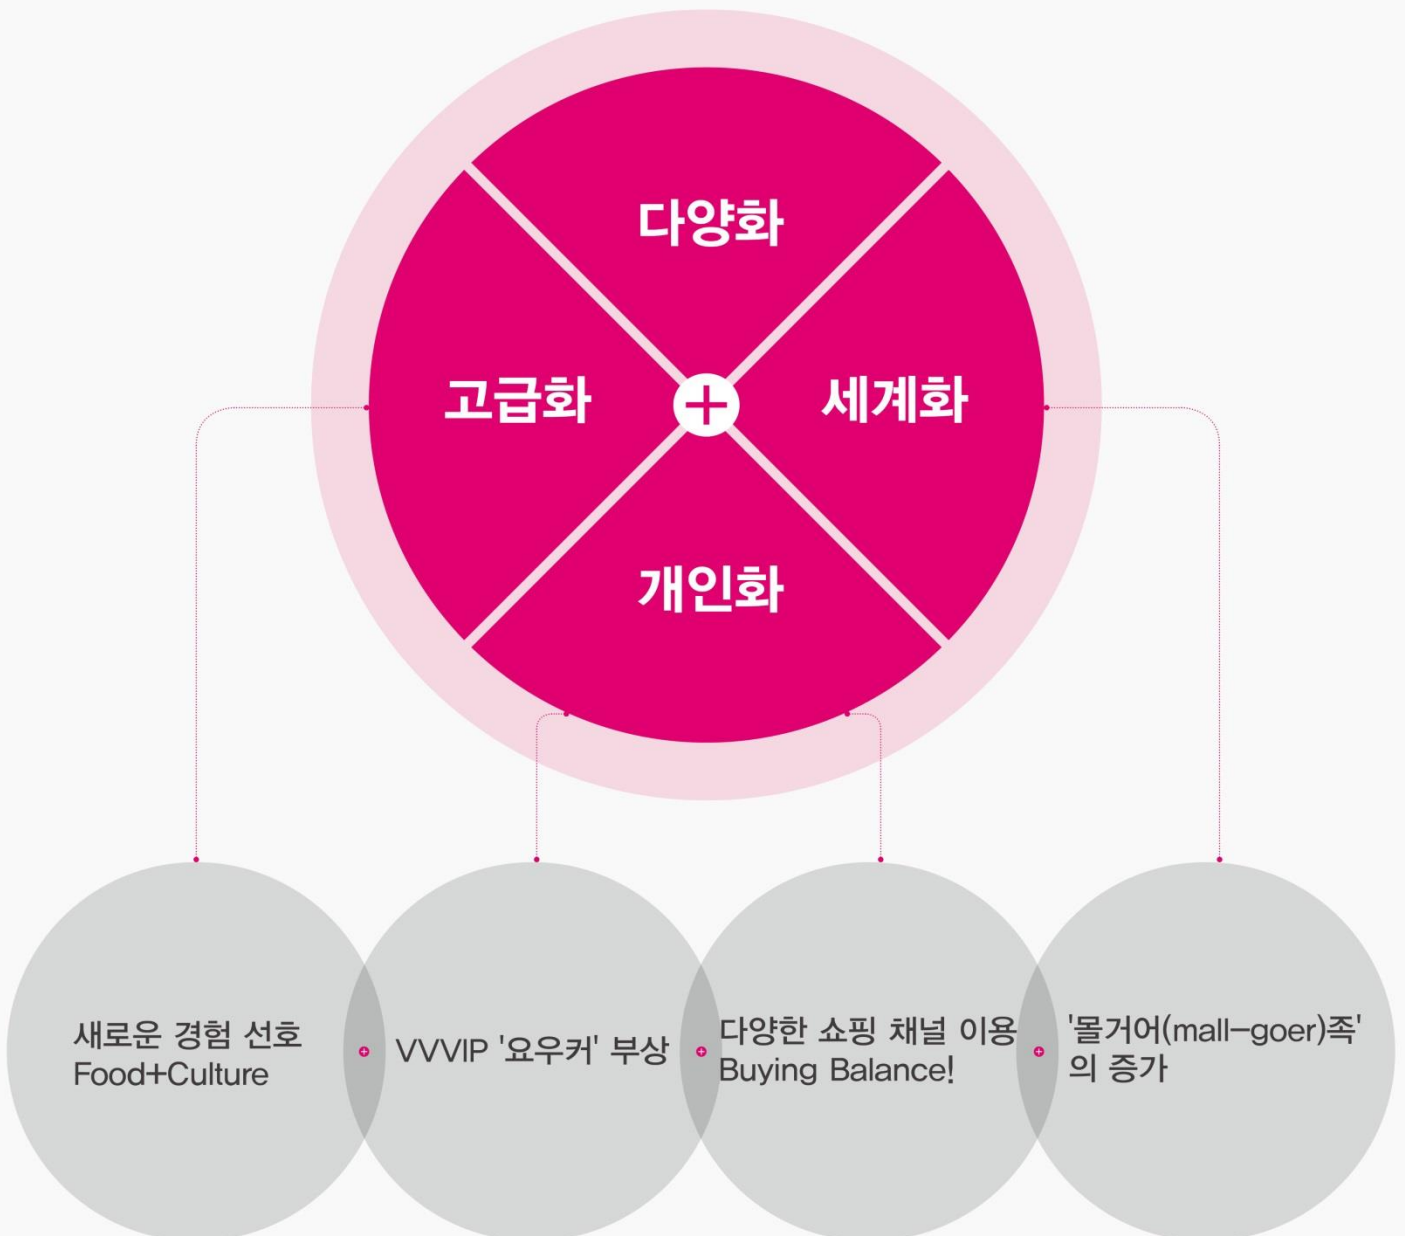 다양화
고급화
세계화
개인화
새로운 경험 선호
Food+Culture
VVVIP '요우커' 부상
다양한 쇼핑 채널 이용
Buying Balance!
'몰거어(mall-goer)족'
의 증가